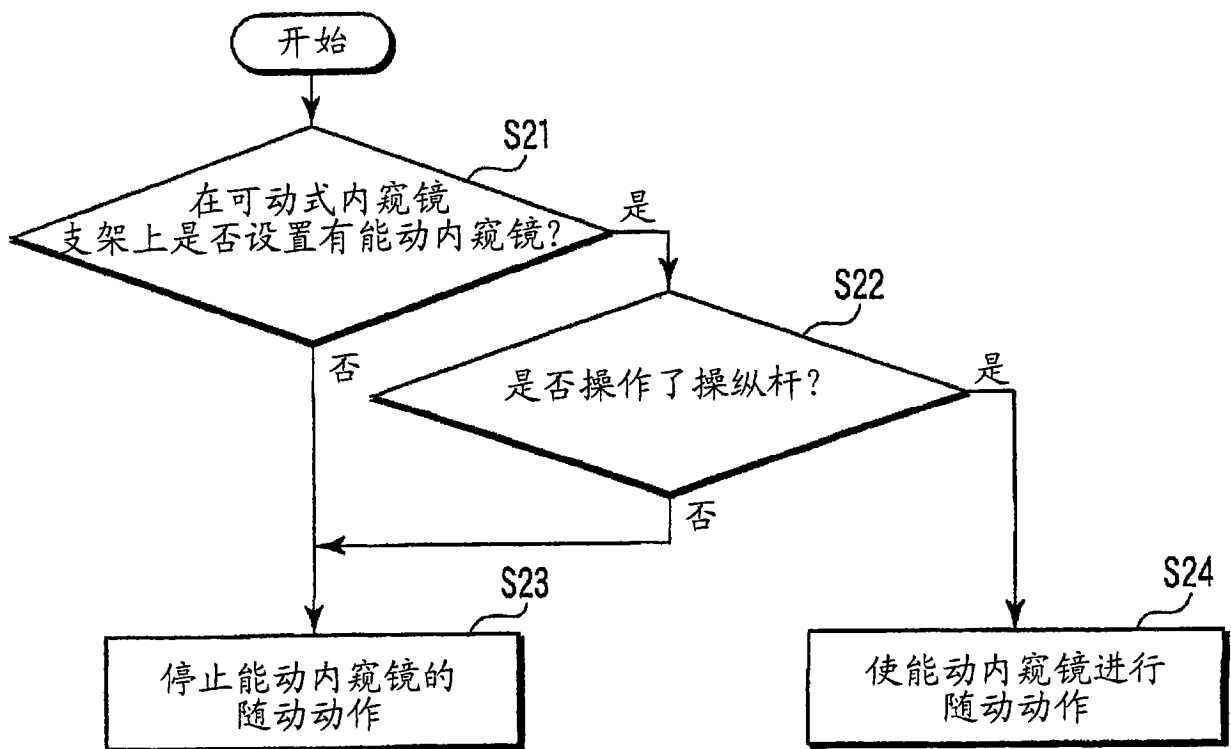 开始
S21
在可动式内窥镜
支架上是否设置有能动内窥镜？
是
否
S22
是否操作了操纵杆？
是
否
S23
停止能动内窥镜的
随动动作
S24
使能动内窥镜进行
随动动作